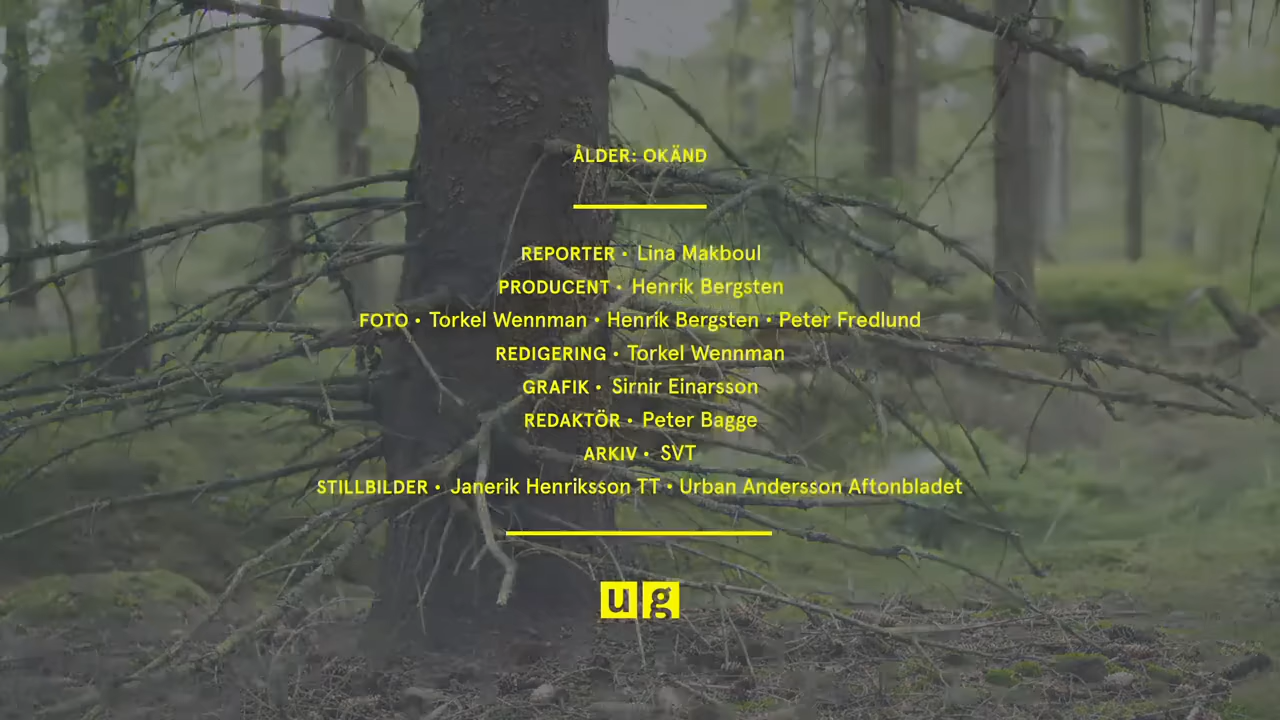 ÅLDER: OKÄND
REPORTER • Lina Makboul
PRODUCENT • Henrik Bergsten
FOTO • Torkel Wennman • Henrik Bergsten • Peter Fredlund
REDIGERING • Torkel Wennman
GRAFIK • Sirnir Einarsson
REDAKTÖR • Peter Bagge
ARKIV • SVT
STILLBILDER • Janerik Henriksson TT • Urban Andersson Aftonbladet
ug